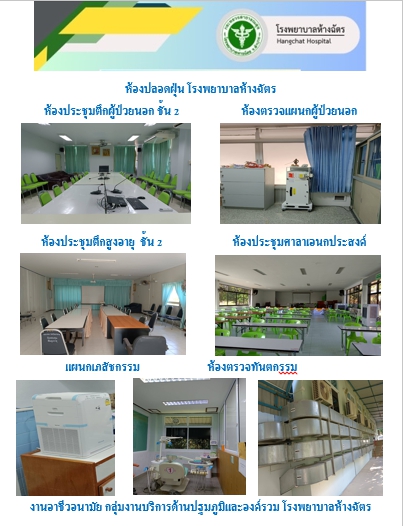 โรงพยาบาลห้างฉัตร
Hangchat Hospital
ห้องปลอดฝุ่น โรงพยาบาลห้างฉัตร
ห้องประชุมตึกผู้ป่วยนอก ชั้น 2
ห้องตรวจแผนกผู้ป่วยนอก
ห้องประชุมตึกสูงอายุ ชั้น 2
ห้องประชุมศาลาเอนกประสงค์
แผนกเภสัชกรรม
ห้องตรวจทันตกรรม
งานอาชีวอนามัย กลุ่มงานบริการด้านปฐมภูมิและองค์รวม โรงพยาบาลห้างฉัตร